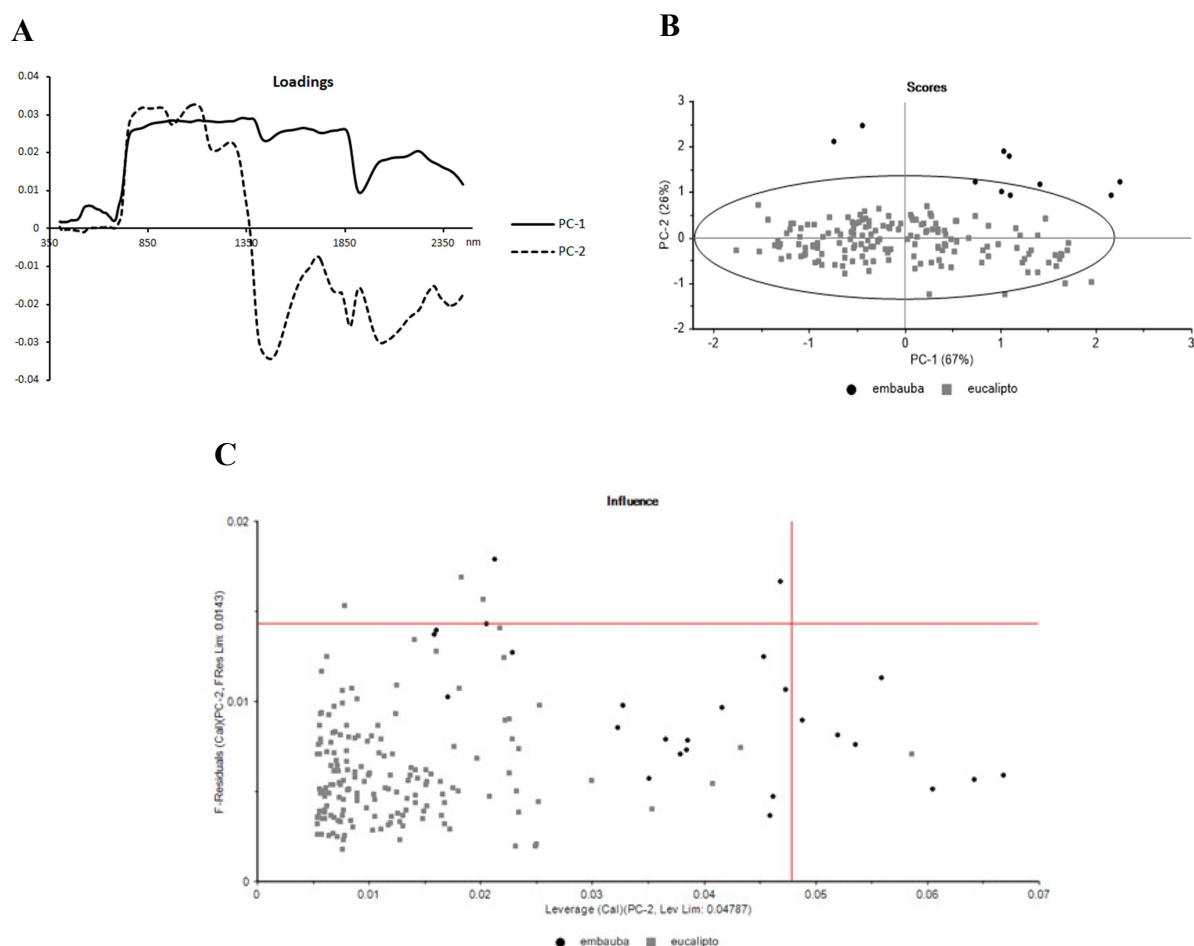 A
Loadings
0.04
0.03
0.02
0.01
0
-0.01
-0.02
-0.03
-0.04
350 850 1330 1850 2350 nm
PC-1
PC-2
B
Scores
3
2
1
0
-1
-2
PC-2 (26%)
-2 -1 0 1 2 3
PC-1 (67%)
embauba eucalipto
C
Influence
0.02
0.01
0
F-Residuals (Cal)(PC-2, FRes Lim: 0.0143)
0 0.01 0.02 0.03 0.04 0.05 0.06 0.07
Leverage (Cal)(PC-2, Lev Lim: 0.04787)
embauba eucalipto